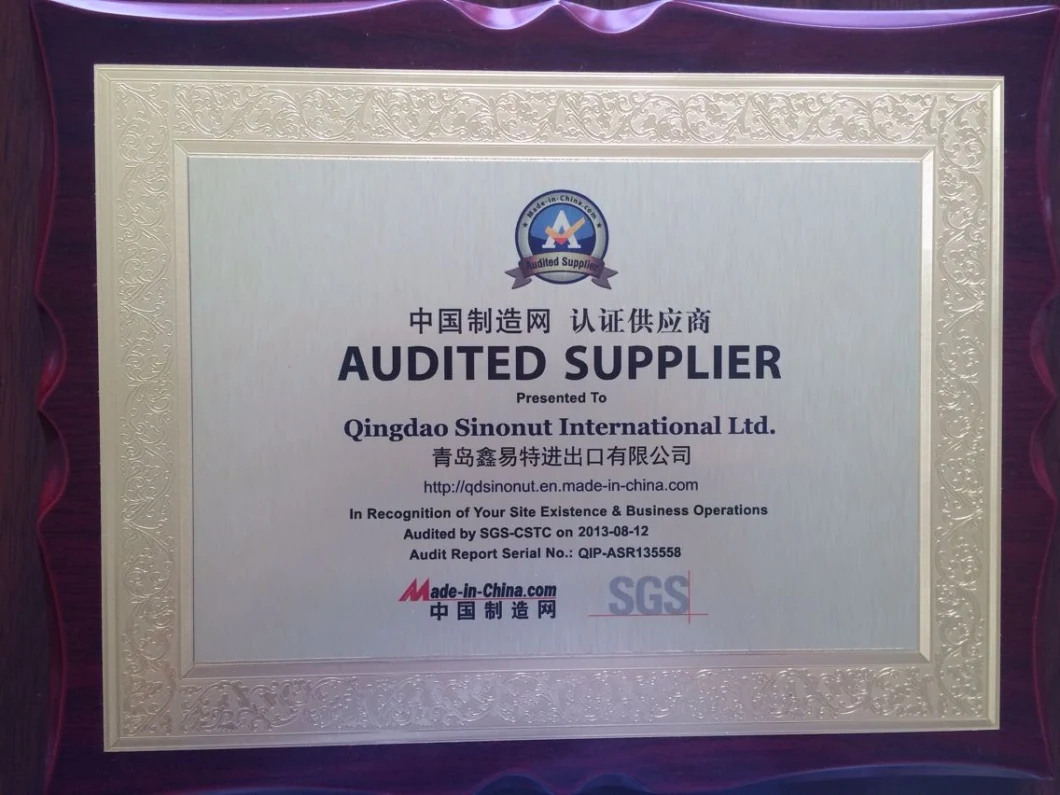 Made-in-China.com
A
Audited Supplier
中国制造网 认证供应商
AUDITED SUPPLIER
Presented To
Qingdao Sinonut International Ltd.
青岛鑫易特进出口有限公司
http://qdsinonut.en.made-in-china.com
In Recognition of Your Site Existence & Business Operations
Audited by SGS-CSTC on 2013-08-12
Audit Report Serial No.: QIP-ASR135558
Made-in-China.com
中国制造网
SGS